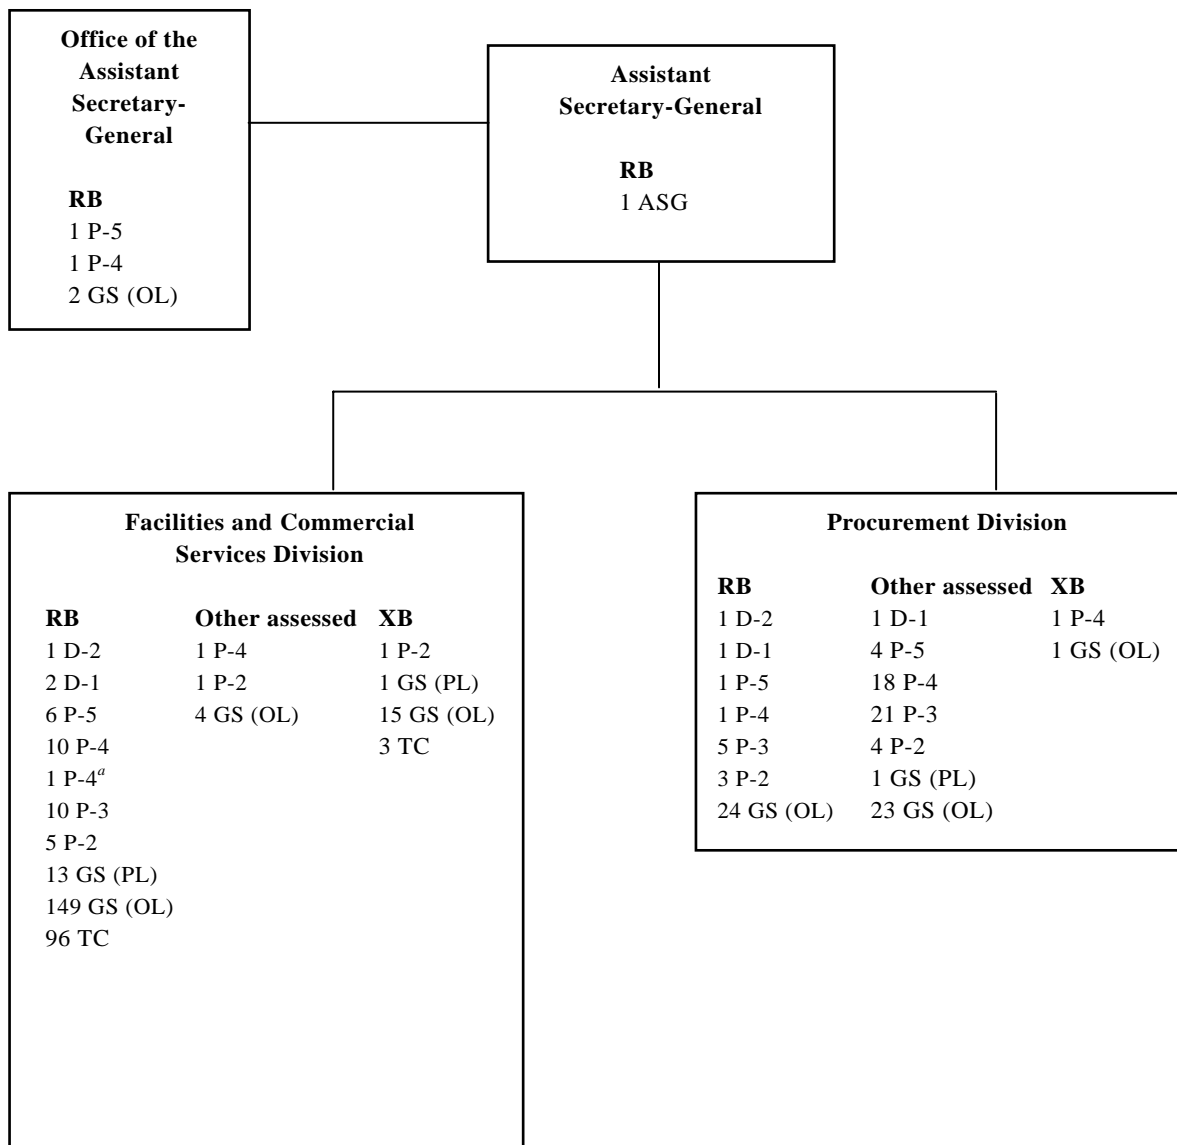 Office of the
Assistant
Secretary-
General
RB
1 P-5
1 P-4
2 GS (OL)
Assistant
Secretary-General
RB
1 ASG
Facilities and Commercial
Services Division
RB Other assessed XB
1 D-2 1 P-4 1 P-2
2 D-1 1 P-2 1 GS (PL)
6 P-5 4 GS (OL) 15 GS (OL)
10 P-4 3 TC
1 P-4a
10 P-3
5 P-2
13 GS (PL)
149 GS (OL)
96 TC
Procurement Division
RB Other assessed XB
1 D-2 1 D-1 1 P-4
1 D-1 4 P-5 1 GS (OL)
1 P-5 18 P-4
1 P-4 21 P-3
5 P-3 4 P-2
3 P-2 1 GS (PL)
24 GS (OL) 23 GS (OL)